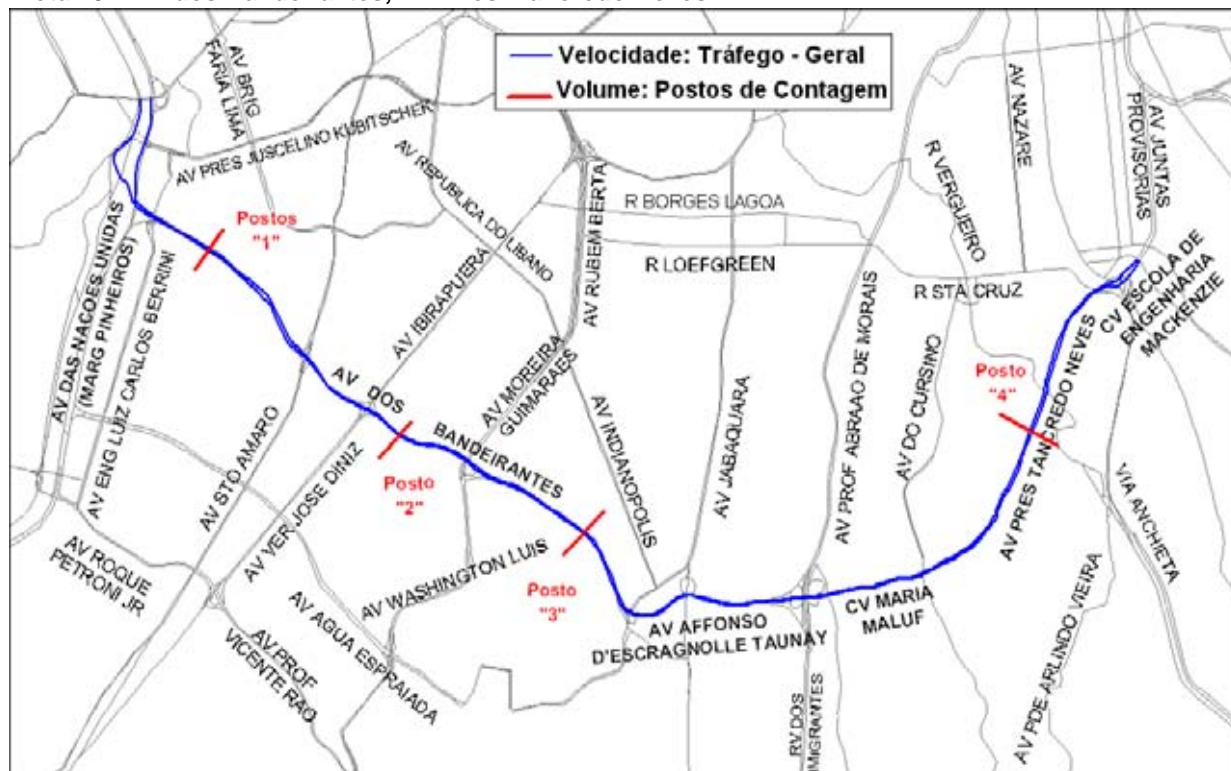 Velocidade: Tráfego - Geral
Volume: Postos de Contagem
AV BRIG
FARIA LIMA
AV PRES JUSCELINO KUBITSCHEK
AV REPUBLICA DO LIBANO
AV NAZARE
AV JUNTAS
PROVISORIAS
R VERGUEIRO
R BORGES LAGOA
R LOEFGREEN
R STA CRUZ
AV RUBEM BERTA
AV IBIRAPUERA
Postos
"1"
AV DAS NACOES UNIDAS
(MARG PINHEIROS)
AV ENG LUIZ CARLOS BERRINI
CV ESCOLA DE
ENGENHARIA
MACKENZIE
AV MOREIRA
GUIMARAES
AV PROF ABRAAO DE MORAIS
AV DO CURSINO
Posto
"4"
AV PRES TANCREDO NEVES
AV DOS
BANDEIRANTES
AV INDIANOPOLIS
AV JABAQUARA
AV STO AMARO
AV VER JOSE DINIZ
Posto
"2"
VIA ANCHIETA
AV ROQUE
PETRONI JR
AV WASHINGTON LUIS
Posto
"3"
AV AGUA ESPRAIADA
AV PROF
VICENTE RAO
AV AFFONSO
D'ESCRAGNOLLE TAUNAY
CV MARIA
MALUF
RV DOS
IMIGRANTES
AV PDE ARLINDO VIEIRA